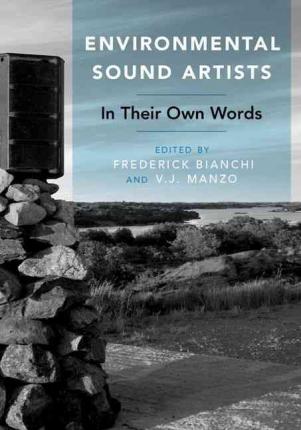 ENVIRONMENTAL
SOUND ARTISTS
In Their Own Words
EDITED BY
FREDERICK BIANCHI
AND V.J. MANZO